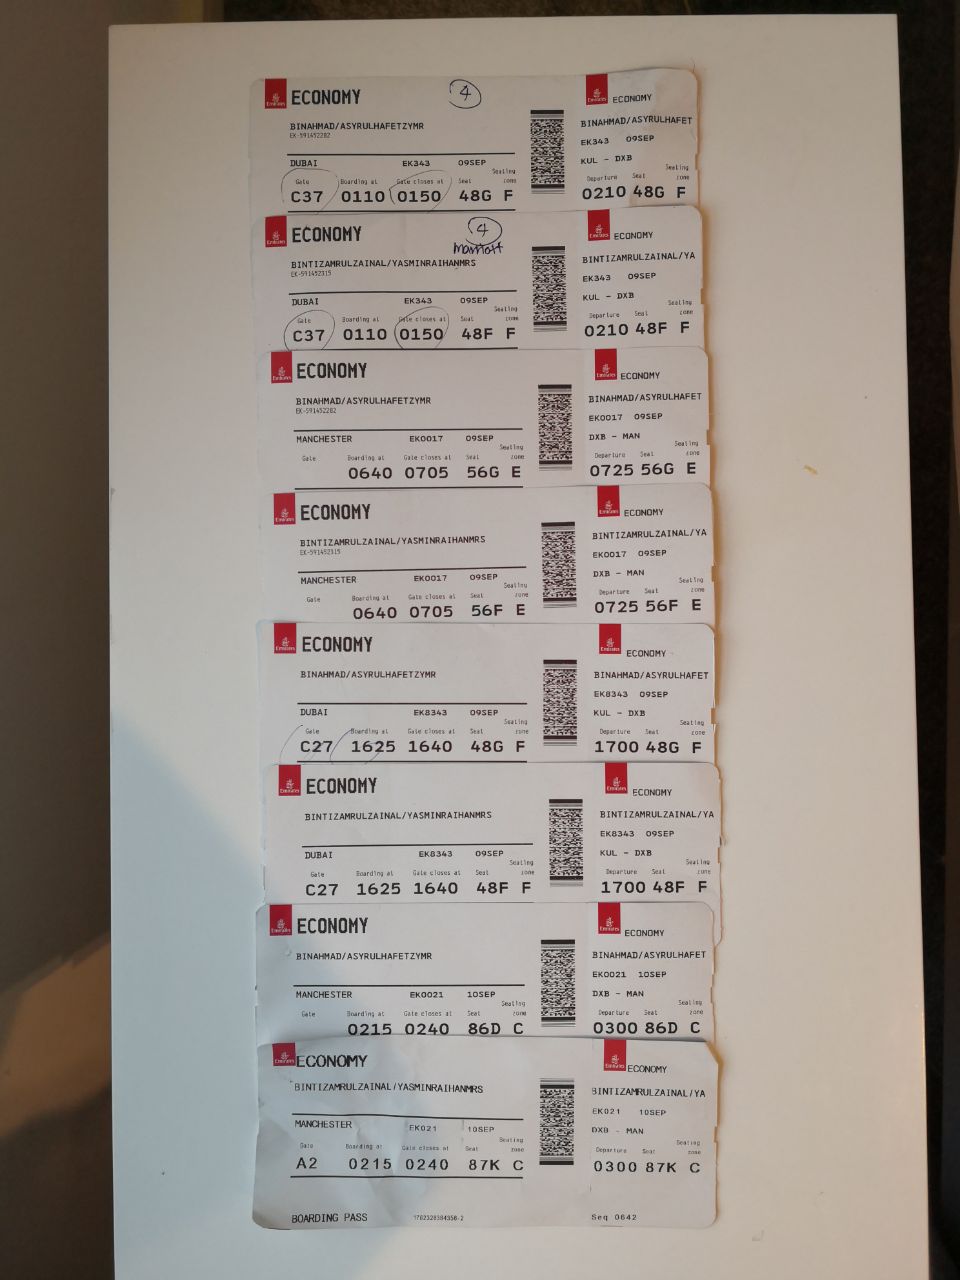 Emirates ECONOMY 4 Emirates ECONOMY
BINAHMAD/ASYRULHAFETZYMR BINAHMAD/ASYRULHAFET
EK-591452282
EK343 09SEP
DUBAI EK343 09SEP KUL - DXB
Gate Boarding at Gate closes at Seat Seating zone Departure Seat Seating zone
C37 0110 0150 48G F 0210 48G F
Emirates ECONOMY 4 Emirates ECONOMY
Marriott
BINTIZAMRULZAINAL/YASMINRAIHANMRS BINTIZAMRULZAINAL/YA
EK-591452315
EK343 09SEP
DUBAI EK343 09SEP KUL - DXB
Gate Boarding at Gate closes at Seat Seating zone Departure Seat Seating zone
C37 0110 0150 48F F 0210 48F F
Emirates ECONOMY Emirates ECONOMY
BINAHMAD/ASYRULHAFETZYMR BINAHMAD/ASYRULHAFET
EK-591452282
EK0017 09SEP
MANCHESTER EK0017 09SEP DXB - MAN
Gate Boarding at Gate closes at Seat Seating zone Departure Seat Seating zone
0640 0705 56G E 0725 56G E
Emirates ECONOMY Emirates ECONOMY
BINTIZAMRULZAINAL/YASMINRAIHANMRS BINTIZAMRULZAINAL/YA
EK-591452315
EK0017 09SEP
MANCHESTER EK0017 09SEP DXB - MAN
Gate Boarding at Gate closes at Seat Seating zone Departure Seat Seating zone
0640 0705 56F E 0725 56F E
Emirates ECONOMY Emirates ECONOMY
BINAHMAD/ASYRULHAFETZYMR BINAHMAD/ASYRULHAFET
EK8343 09SEP
DUBAI EK8343 09SEP KUL - DXB
Gate Boarding at Gate closes at Seat Seating zone Departure Seat Seating zone
C27 1625 1640 48G F 1700 48G F
Emirates ECONOMY Emirates ECONOMY
BINTIZAMRULZAINAL/YASMINRAIHANMRS BINTIZAMRULZAINAL/YA
EK8343 09SEP
DUBAI EK8343 09SEP KUL - DXB
Gate Boarding at Gate closes at Seat Seating zone Departure Seat Seating zone
C27 1625 1640 48F F 1700 48F F
Emirates ECONOMY Emirates ECONOMY
BINAHMAD/ASYRULHAFETZYMR BINAHMAD/ASYRULHAFET
EK0021 10SEP
MANCHESTER EK0021 10SEP DXB - MAN
Gate Boarding at Gate closes at Seat Seating zone Departure Seat Seating zone
0215 0240 86D C 0300 86D C
Emirates ECONOMY Emirates ECONOMY
BINTIZAMRULZAINAL/YASMINRAIHANMRS BINTIZAMRULZAINAL/YA
EK021 10SEP
MANCHESTER EK021 10SEP DXB - MAN
Gate Boarding at Gate closes at Seat Seating zone Departure Seat Seating zone
A2 0215 0240 87K C 0300 87K C
BOARDING PASS 1762328384356-2 Seq 0642